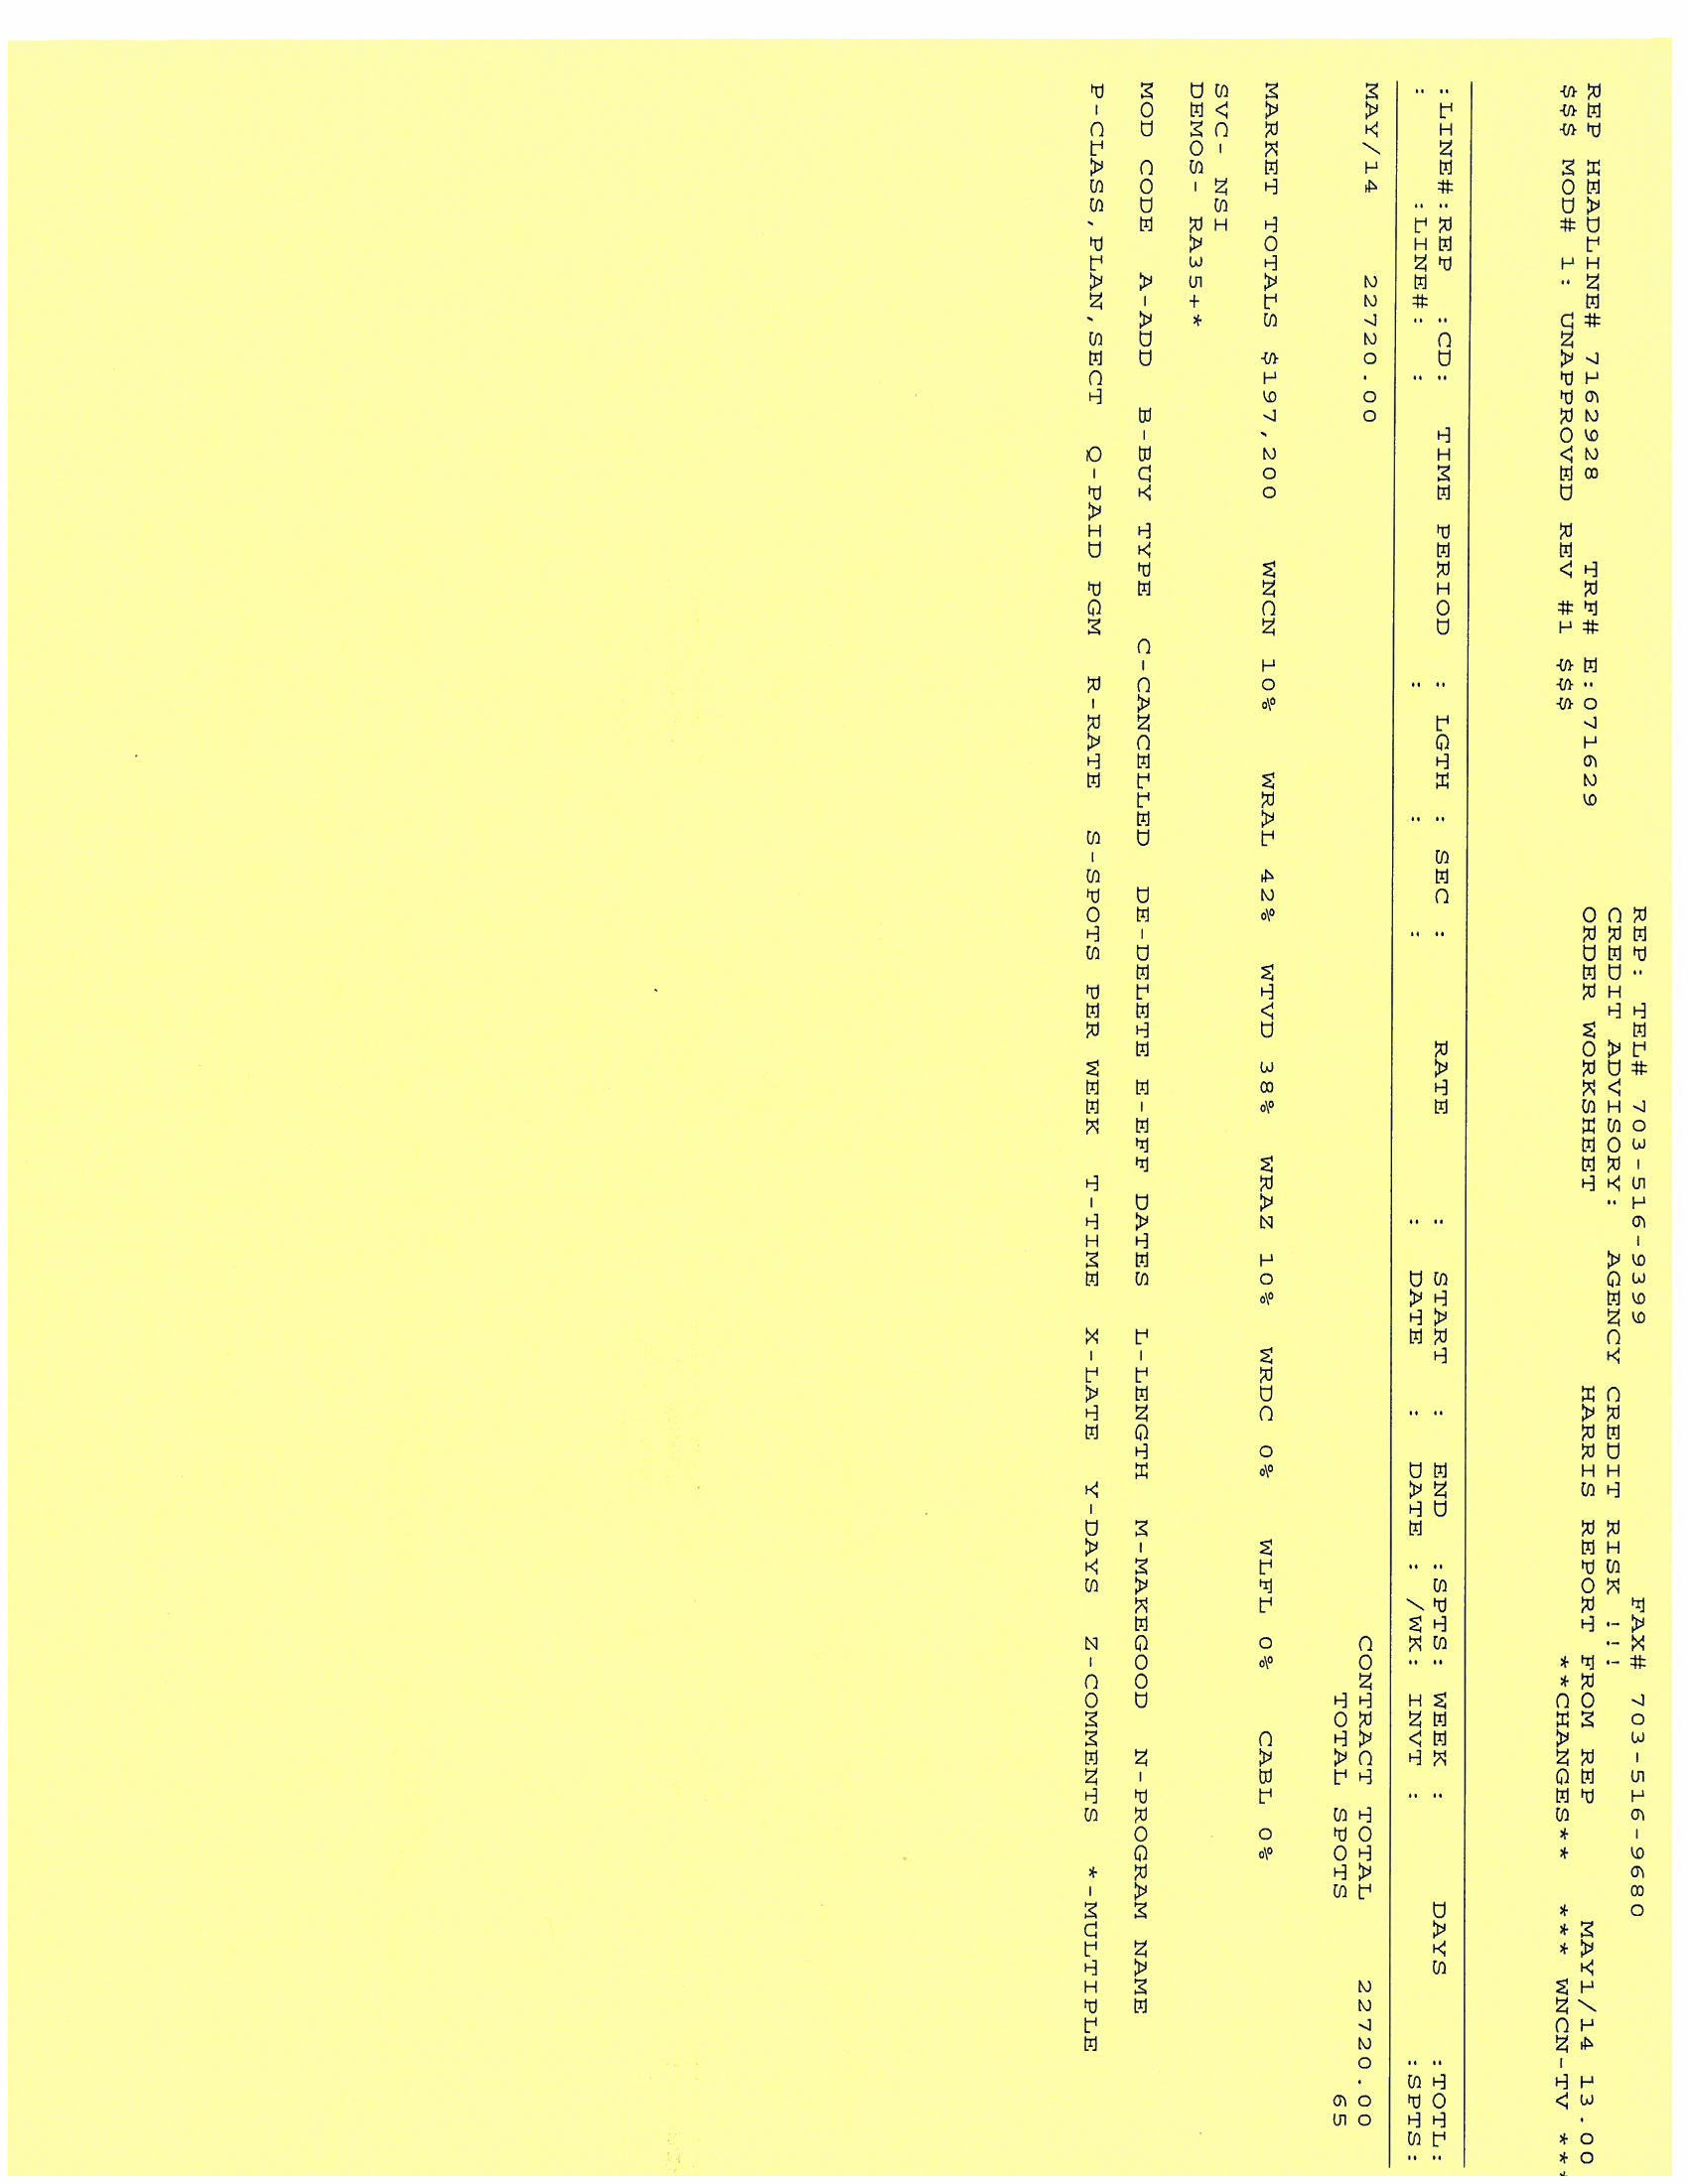 REP: TEL# 703-516-9399 FAX# 703-516-9680
CREDIT ADVISORY: AGENCY CREDIT RISK !!!
REP HEADLINE# 7162928 TRF# E:071629 ORDER WORKSHEET HARRIS REPORT FROM REP MAY1/14 13.00
$$$ MOD# 1: UNAPPROVED REV #1 $$$ **CHANGES** *** WNCN-TV ***
:LINE#:REP :CD: TIME PERIOD : LGTH : SEC : RATE : START : END :SPTS: WEEK : DAYS :TOTL:
: :LINE#: : : : : : DATE : DATE : /WK: INVT : :SPTS:
MAY/14 22720.00 CONTRACT TOTAL 22720.00
TOTAL SPOTS 65
MARKET TOTALS $197,200 WNCN 10% WRAL 42% WTVD 38% WRAZ 10% WRDC 0% WLFL 0% CABL 0%
SVC- NSI
DEMOS- RA35+*
MOD CODE A-ADD B-BUY TYPE C-CANCELLED DE-DELETE E-EFF DATES L-LENGTH M-MAKEGOOD N-PROGRAM NAME
P-CLASS,PLAN,SECT Q-PAID PGM R-RATE S-SPOTS PER WEEK T-TIME X-LATE Y-DAYS Z-COMMENTS *-MULTIPLE